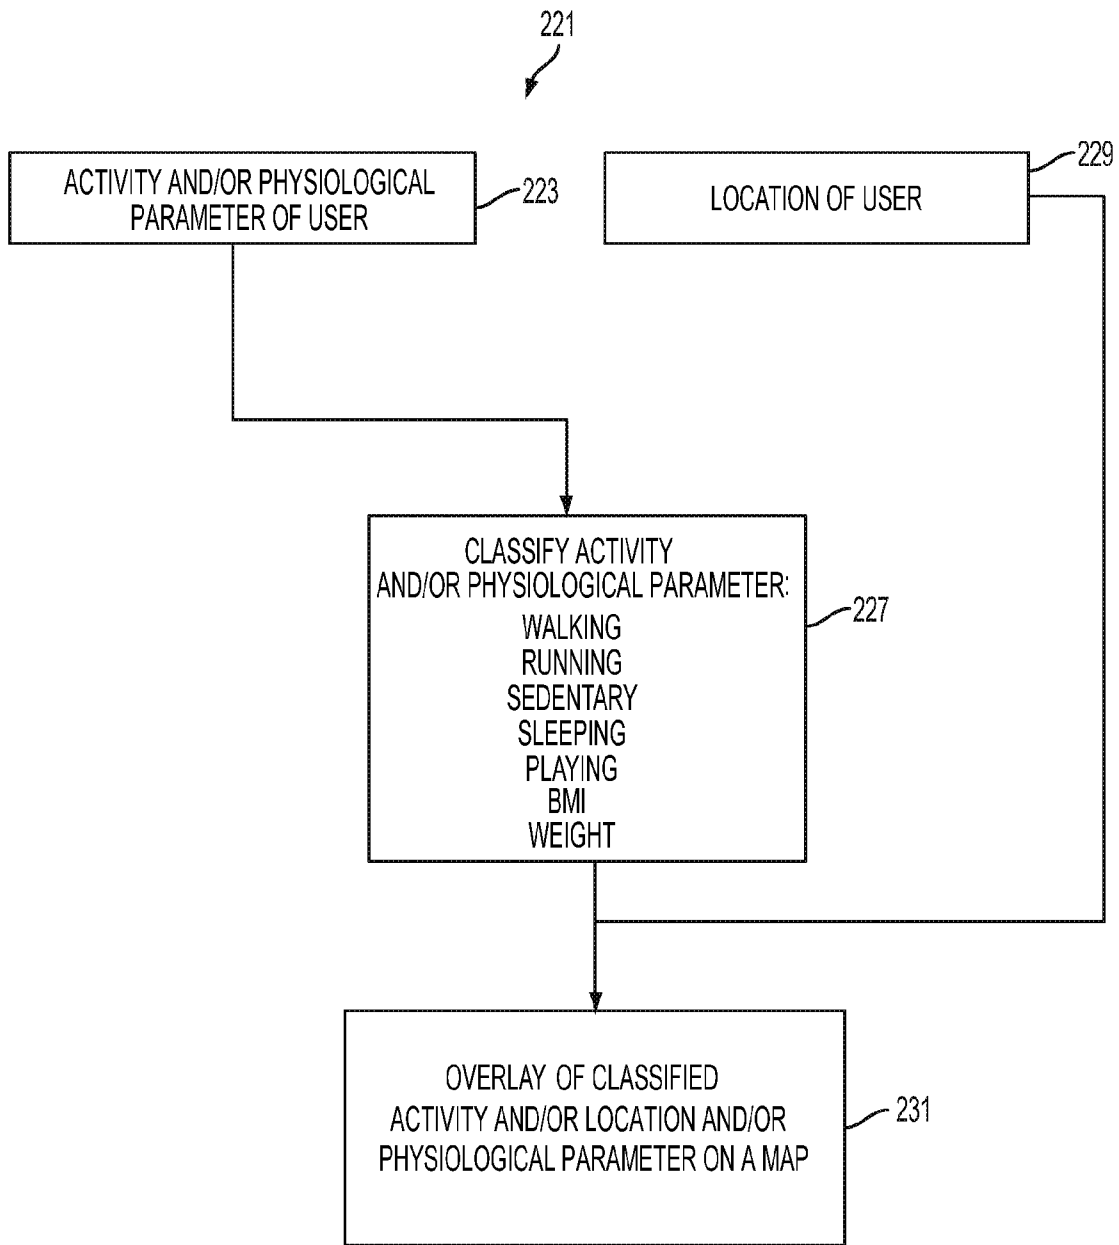 221
ACTIVITY AND/OR PHYSIOLOGICAL
PARAMETER OF USER
223
LOCATION OF USER
229
CLASSIFY ACTIVITY
AND/OR PHYSIOLOGICAL PARAMETER:
WALKING
RUNNING
SEDENTARY
SLEEPING
PLAYING
BMI
WEIGHT
227
OVERLAY OF CLASSIFIED
ACTIVITY AND/OR LOCATION AND/OR
PHYSIOLOGICAL PARAMETER ON A MAP
231